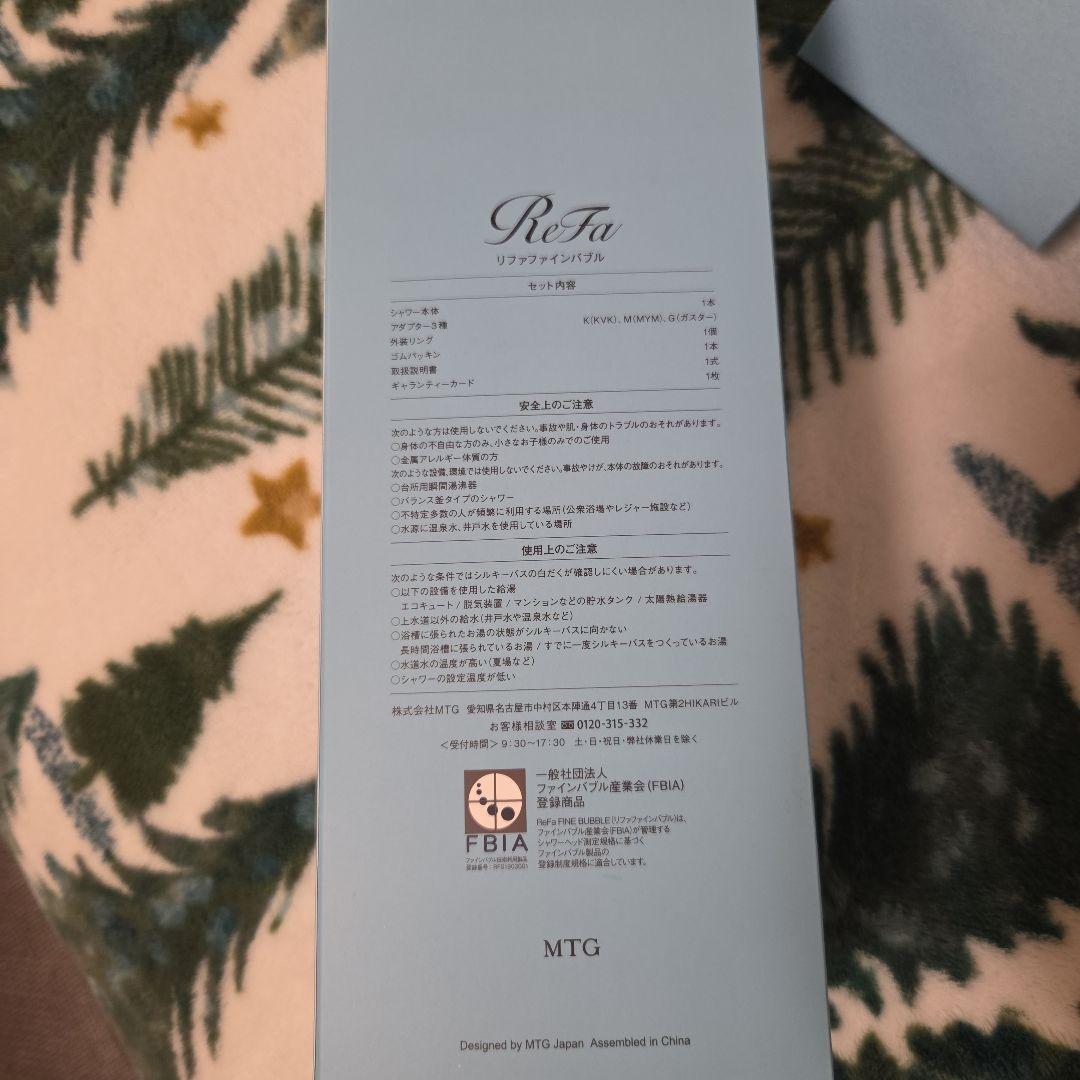 ReFa
リファファインバブル
セット内容
シャワー本体 1本
アダプター3種 K(KVK)、M(MYM)、G(ガスター)
外装リング 1個
ゴムパッキン 1本
取扱説明書 1式
ギャランティーカード 1枚
安全上のご注意
次のような方は使用しないでください。事故や肌・身体のトラブルのおそれがあります。
○身体の不自由な方のみ、小さなお子様のみでのご使用
○金属アレルギー体質の方
次のような設備、環境では使用しないでください。事故やけが、本体の故障のおそれがあります。
○台所用瞬間湯沸器
○バランス釜タイプのシャワー
○不特定多数の人が頻繁に利用する場所(公衆浴場やレジャー施設など)
○水源に温泉水、井戸水を使用している場所
使用上のご注意
次のような条件ではシルキーバスの白だくが確認しにくい場合があります。
○以下の設備を使用した給湯
エコキュート / 脱気装置 / マンションなどの貯水タンク / 太陽熱給湯器
○上水道以外の給水(井戸水や温泉水など)
○浴槽に張られたお湯の状態がシルキーバスに向かない
長時間浴槽に張られているお湯 / すでに一度シルキーバスをつくっているお湯
○水道水の温度が高い(夏場など)
○シャワーの設定温度が低い
株式会社MTG 愛知県名古屋市中村区本陣通4丁目13番 MTG第2HIKARIビル
お客様相談室 0120-315-332
<受付時間> 9:30~17:30 土・日・祝日・弊社休業日を除く
一般社団法人
ファインバブル産業会(FBIA)
登録商品
ReFa FINE BUBBLE(リファファインバブル)は、
ファインバブル産業会(FBIA)が管理する
シャワーヘッド測定規格に基づく
ファインバブル製品の
登録制度規格に適合しています。
FBIA
ファインバブル技術利用製品
登録番号:RFS1903001
MTG
Designed by MTG Japan Assembled in China